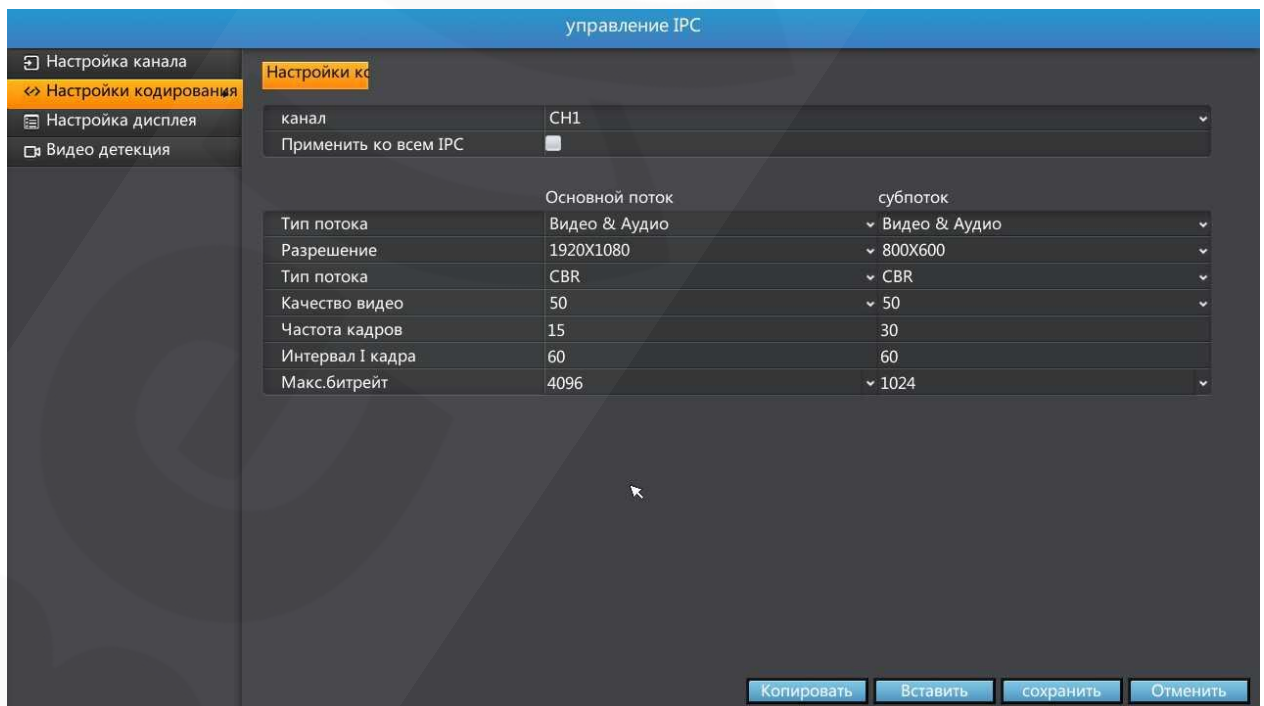 управление IPC
Настройка канала
Настройки кодирования
Настройка дисплея
Видео детекция
Настройки ко
канал CH1
Применить ко всем IPC
Основной поток субпоток
Тип потока Видео & Аудио Видео & Аудио
Разрешение 1920X1080 800X600
Тип потока CBR CBR
Качество видео 50 50
Частота кадров 15 30
Интервал I кадра 60 60
Макс.битрейт 4096 1024
Копировать Вставить сохранить Отменить